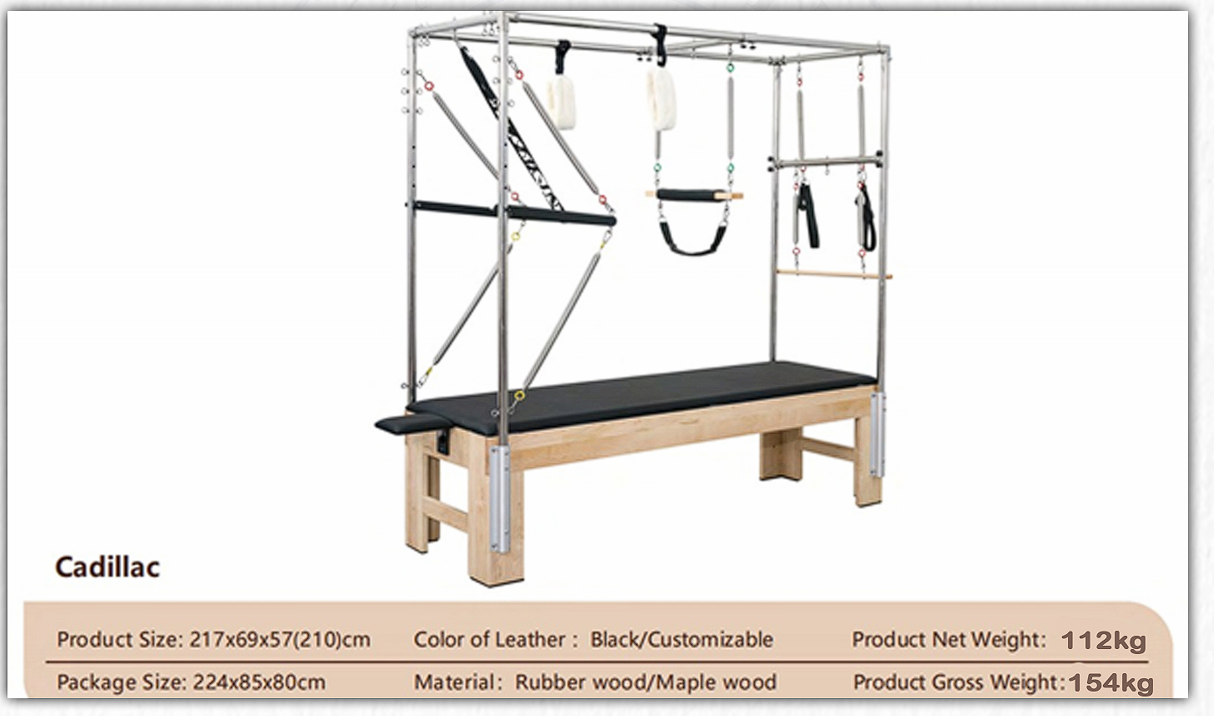 Cadillac
Product Size: 217x69x57(210)cm
Color of Leather : Black/Customizable
Product Net Weight: 112kg
Package Size: 224x85x80cm
Material: Rubber wood/Maple wood
Product Gross Weight:154kg